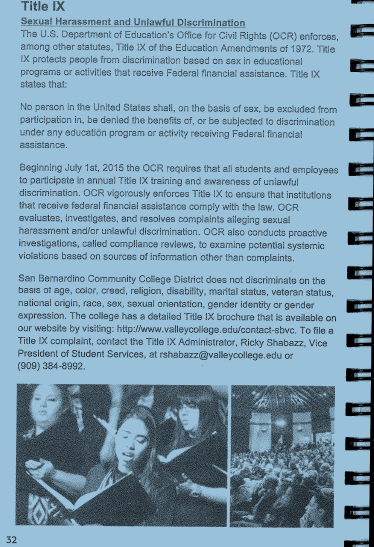 Title IX
Sexual Harassment and Unlawful Discrimination
The U.S. Department of Education's Office for Civil Rights (OCR) enforces,
among other statutes, Title IX of the Education Amendments of 1972. Title
IX protects people from discrimination based on sex in educational
programs or activities that receive Federal financial assistance. Title IX
states that:
No person in the United States shall, on the basis of sex, be excluded from
participation in, be denied the benefits of, or be subjected to discrimination
under any education program or activity receiving Federal financial
assistance.
Beginning July 1st, 2015 the OCR requires that all students and employees
to participate in annual Title IX training and awareness of unlawful
discrimination. OCR vigorously enforces Title IX to ensure that institutions
that receive federal financial assistance comply with the law. OCR
evaluates, investigates, and resolves complaints alleging sexual
harassment and/or unlawful discrimination. OCR also conducts proactive
investigations, called compliance reviews, to examine potential systemic
violations based on sources of information other than complaints.
San Bernardino Community College District does not discriminate on the
basis of age, color, creed, religion, disability, marital status, veteran status,
national origin, race, sex, sexual orientation, gender identity or gender
expression. The college has a detailed Title IX brochure that is available on
our website by visiting: http://www.valleycollege.edu/contact-sbvc. To file a
Title IX complaint, contact the Title IX Administrator, Ricky Shabazz, Vice
President of Student Services, at rshabazz@valleycollege.edu or
(909) 384-8992.
32